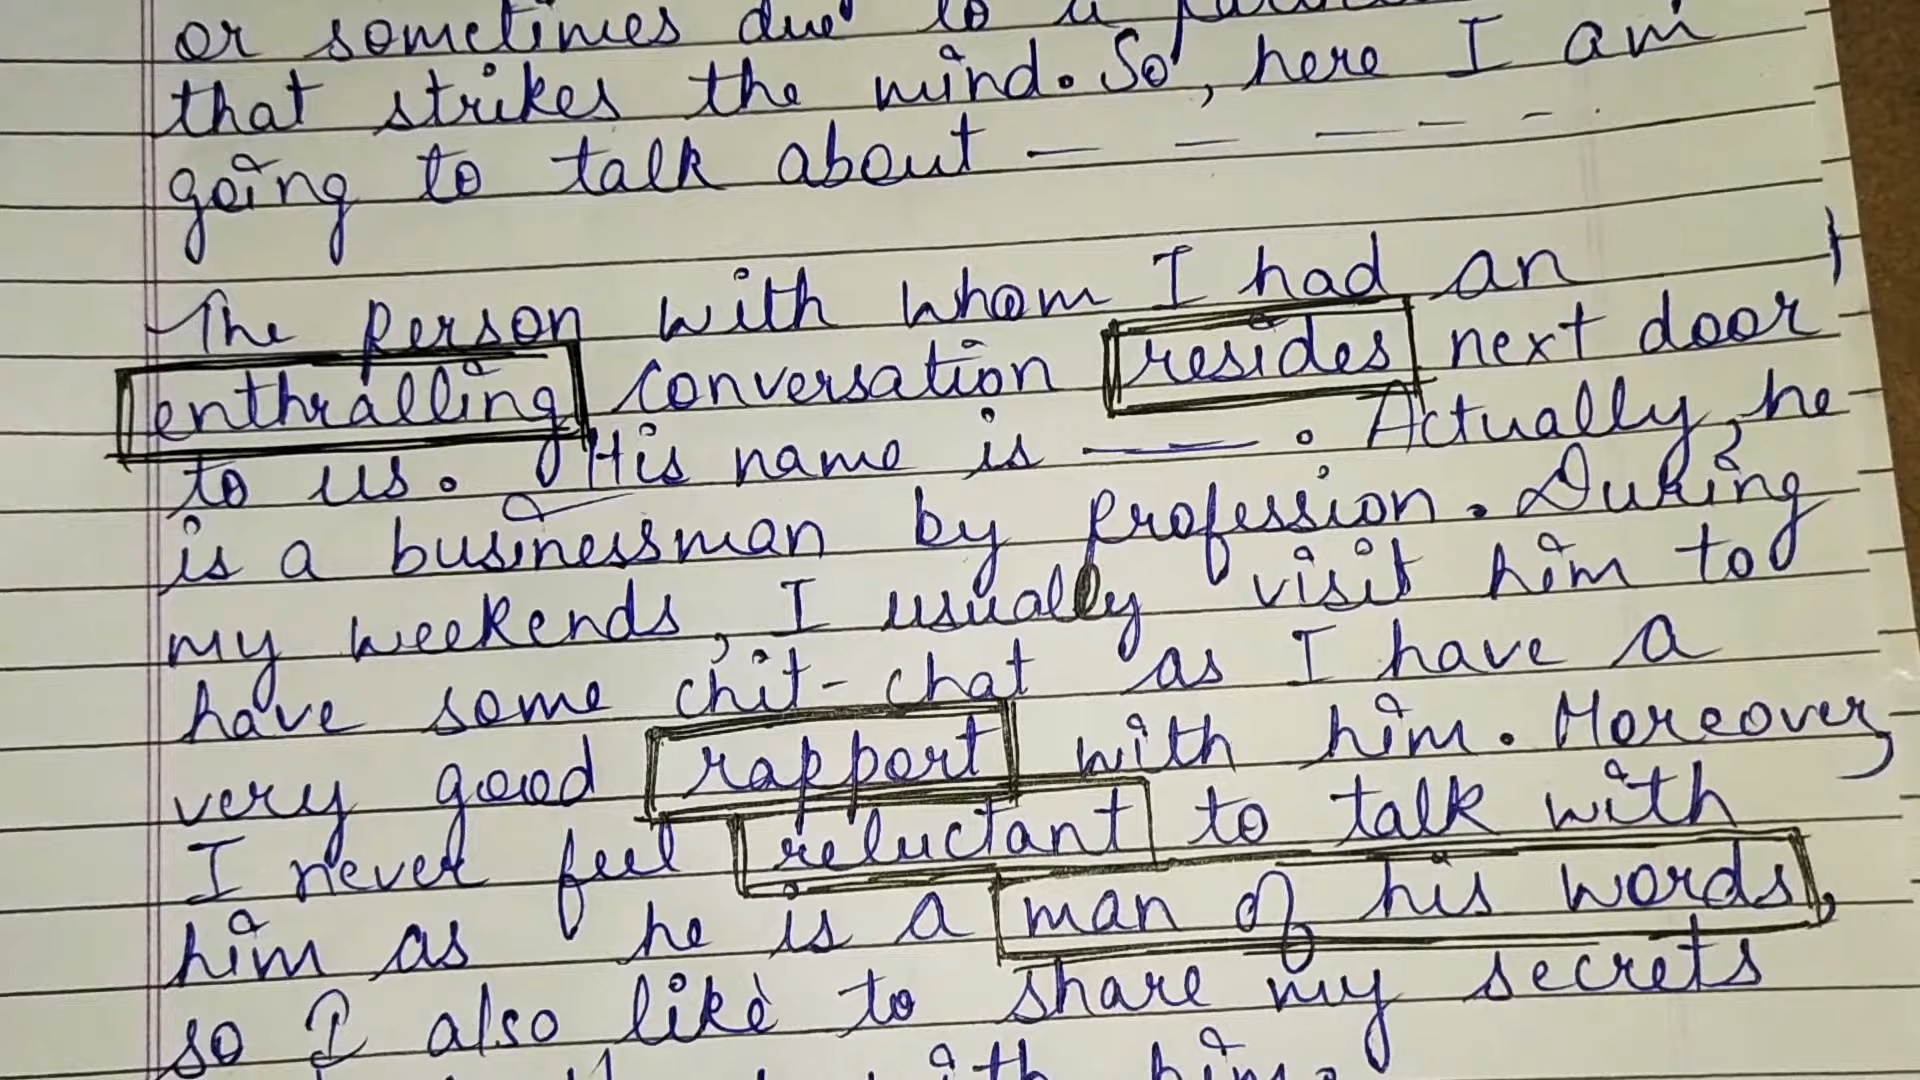 or sometimes due to a
that strikes the mind. So, here I am
going to talk about — — — — — -.
The person with whom I had an
enthralling conversation resides next door
to us. His name is ——. Actually, he
is a businessman by profession. During
my weekends, I usually visit him to
have some chit-chat as I have a
very good rapport with him. Moreover,
I never feel reluctant to talk with
him as he is a man of his words,
so I also like to share my secrets
with him.